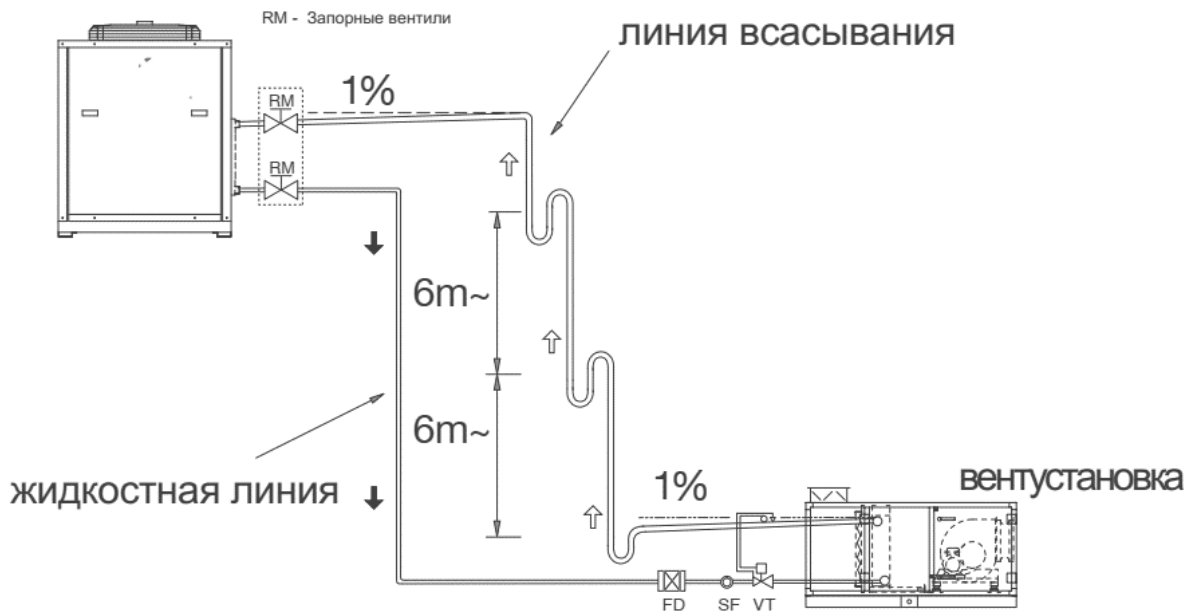 RM - Запорные вентили
линия всасывания
1%
RM
RM
6m~
6m~
жидкостная линия
1%
вентустановка
FD SF VT